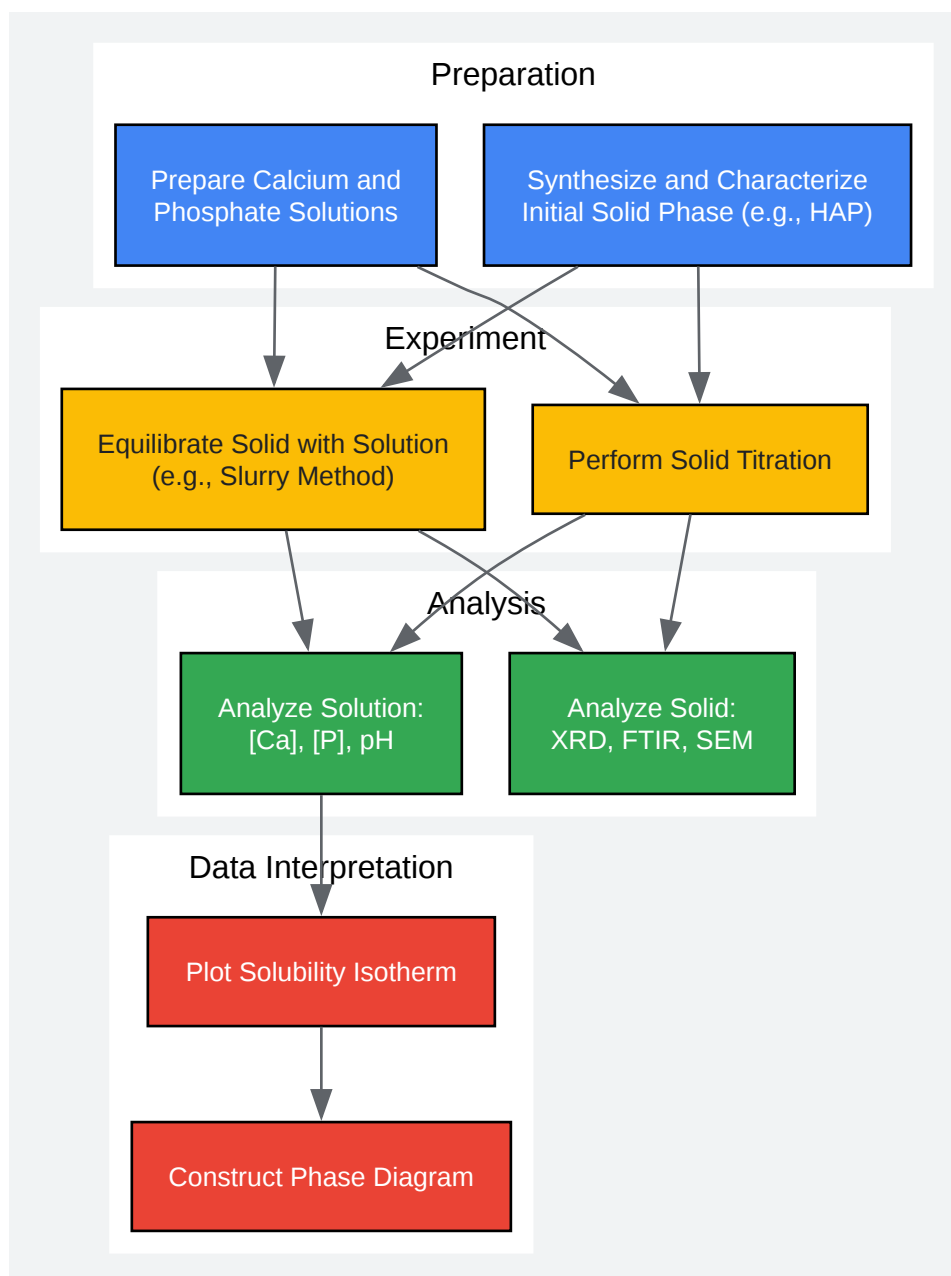 Preparation
Prepare Calcium and
Phosphate Solutions
Synthesize and Characterize
Initial Solid Phase (e.g., HAP)
Experiment
Equilibrate Solid with Solution
(e.g., Slurry Method)
Perform Solid Titration
Analysis
Analyze Solution:
[Ca], [P], pH
Analyze Solid:
XRD, FTIR, SEM
Data Interpretation
Plot Solubility Isotherm
Construct Phase Diagram